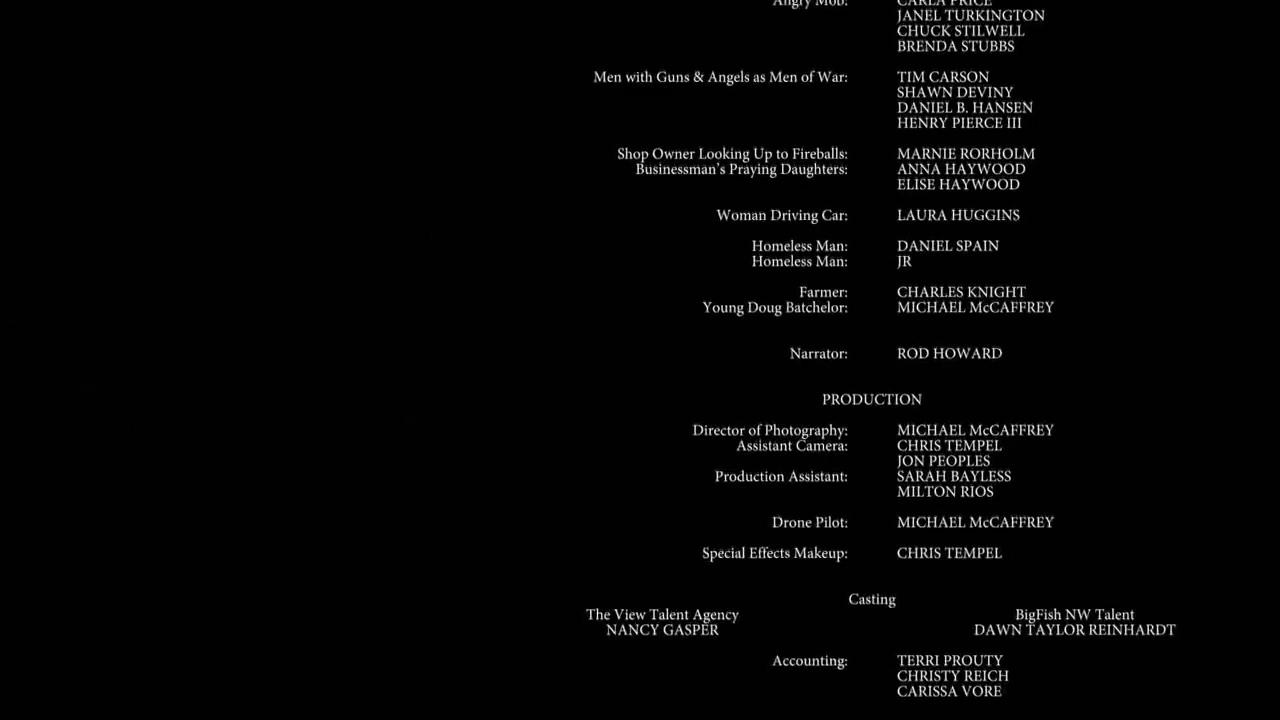 Angry Mob: CARLA PRICE
JANEL TURKINGTON
CHUCK STILWELL
BRENDA STUBBS
Men with Guns & Angels as Men of War: TIM CARSON
SHAWN DEVINY
DANIEL B. HANSEN
HENRY PIERCE III
Shop Owner Looking Up to Fireballs: MARNIE RORHOLM
Businessman's Praying Daughters: ANNA HAYWOOD
ELISE HAYWOOD
Woman Driving Car: LAURA HUGGINS
Homeless Man: DANIEL SPAIN
Homeless Man: JR
Farmer: CHARLES KNIGHT
Young Doug Batchelor: MICHAEL McCAFFREY
Narrator: ROD HOWARD
PRODUCTION
Director of Photography: MICHAEL McCAFFREY
Assistant Camera: CHRIS TEMPEL
JON PEOPLES
Production Assistant: SARAH BAYLESS
MILTON RIOS
Drone Pilot: MICHAEL McCAFFREY
Special Effects Makeup: CHRIS TEMPEL
Casting
The View Talent Agency BigFish NW Talent
NANCY GASPER DAWN TAYLOR REINHARDT
Accounting: TERRI PROUTY
CHRISTY REICH
CARISSA VORE